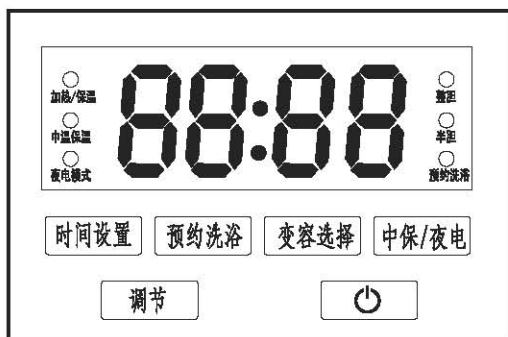 88:88
加热/保温
中温保温
夜电模式
整胆
半胆
预约洗浴
时间设置 预约洗浴 变容选择 中保/夜电
调节